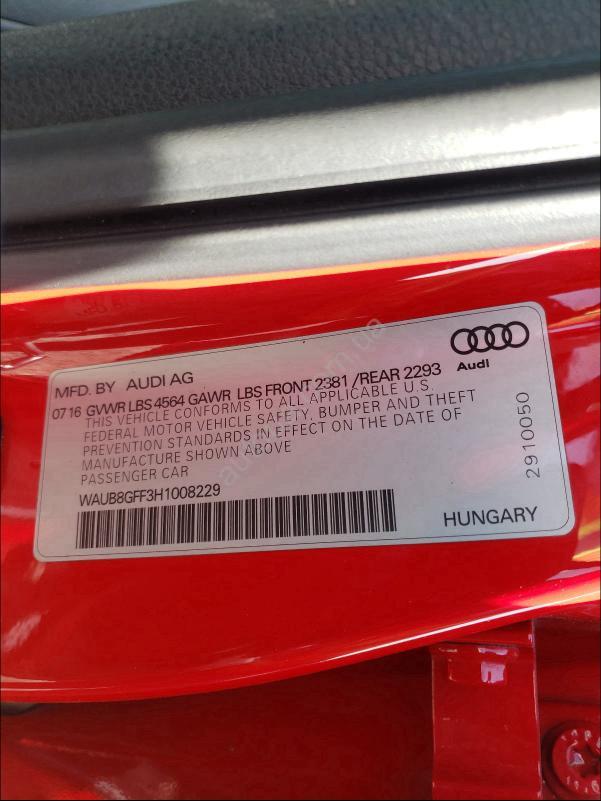 MFD. BY AUDI AG
Audi
07 16 GVWR LBS 4564 GAWR LBS FRONT 2381 /REAR 2293
THIS VEHICLE CONFORMS TO ALL APPLICABLE U.S.
FEDERAL MOTOR VEHICLE SAFETY, BUMPER AND THEFT
PREVENTION STANDARDS IN EFFECT ON THE DATE OF
MANUFACTURE SHOWN ABOVE
PASSENGER CAR
WAUB8GFF3H1008229
HUNGARY
2910050